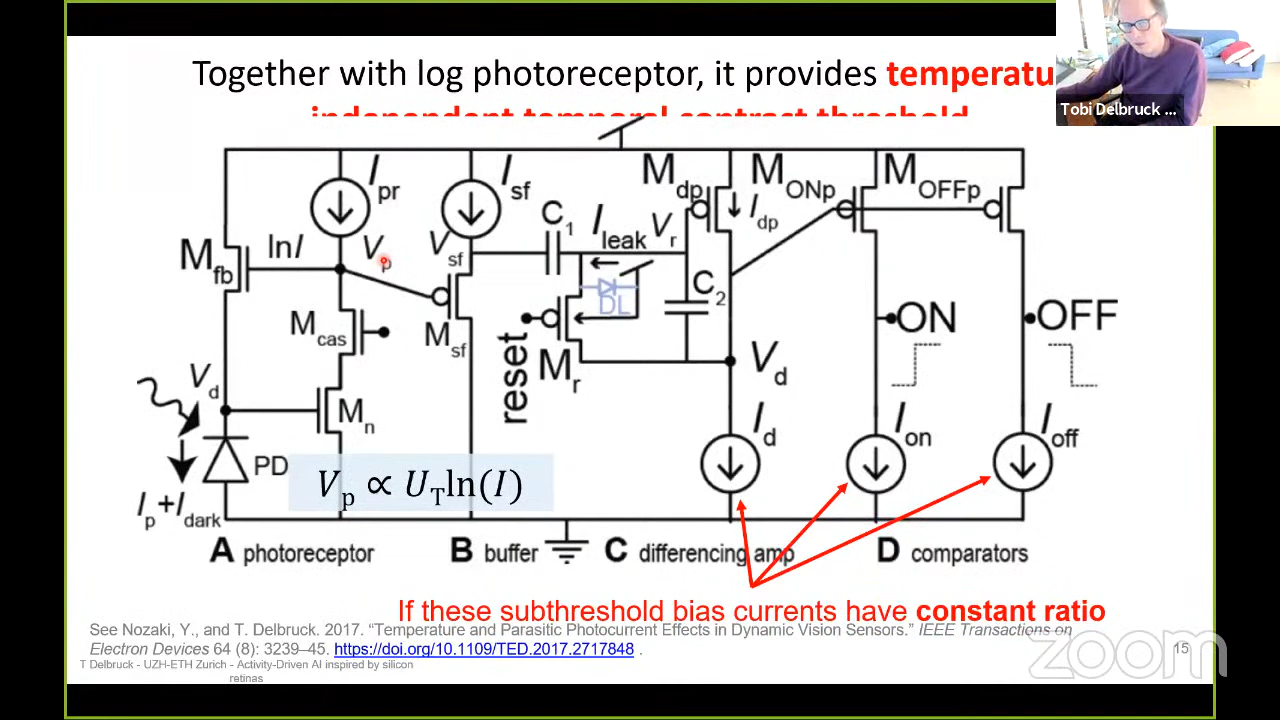 Together with log photoreceptor, it provides temperatu
independent temporal contrast threshold
Tobi Delbruck ...
I pr
I sf
M dp
M ONp
M OFFp
C 1
I leak
V r
I dp
M fb
lnI
V p
V sf
C 2
DL
ON
OFF
M cas
M sf
reset
M r
V d
V d
M n
I d
I on
I off
PD
V p ∝ U T ln(I)
I p + I dark
A photoreceptor
B buffer
C differencing amp
D comparators
If these subthreshold bias currents have constant ratio
See Nozaki, Y., and T. Delbruck. 2017. “Temperature and Parasitic Photocurrent Effects in Dynamic Vision Sensors.” IEEE Transactions on
Electron Devices 64 (8): 3239–45. https://doi.org/10.1109/TED.2017.2717848 .
T Delbruck - UZH-ETH Zurich - Activity-Driven AI inspired by silicon
retinas
15
zoom